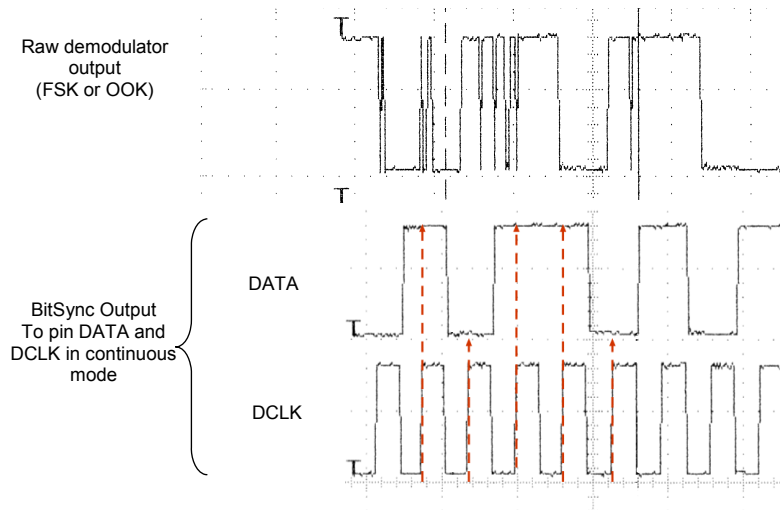 Raw demodulator
output
(FSK or OOK)
BitSync Output
To pin DATA and
DCLK in continuous
mode
DATA
DCLK